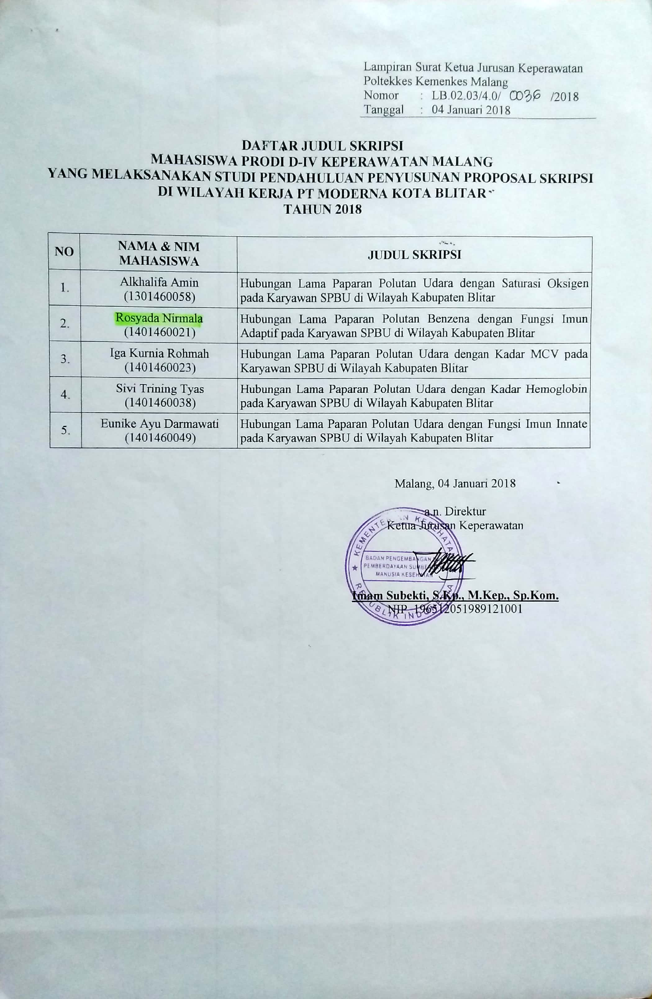 Lampiran Surat Ketua Jurusan Keperawatan
Poltekkes Kemenkes Malang
Nomor : LB.02.03/4.0/ 0036 /2018
Tanggal : 04 Januari 2018
DAFTAR JUDUL SKRIPSI
MAHASISWA PRODI D-IV KEPERAWATAN MALANG
YANG MELAKSANAKAN STUDI PENDAHULUAN PENYUSUNAN PROPOSAL SKRIPSI
DI WILAYAH KERJA PT MODERNA KOTA BLITAR
TAHUN 2018
NO
NAMA & NIM
MAHASISWA
JUDUL SKRIPSI
1.
Alkhalifa Amin
(1301460058)
Hubungan Lama Paparan Polutan Udara dengan Saturasi Oksigen
pada Karyawan SPBU di Wilayah Kabupaten Blitar
2.
Rosyada Nirmala
(1401460021)
Hubungan Lama Paparan Polutan Benzena dengan Fungsi Imun
Adaptif pada Karyawan SPBU di Wilayah Kabupaten Blitar
3.
Iga Kurnia Rohmah
(1401460023)
Hubungan Lama Paparan Polutan Udara dengan Kadar MCV pada
Karyawan SPBU di Wilayah Kabupaten Blitar
4.
Sivi Trining Tyas
(1401460038)
Hubungan Lama Paparan Polutan Udara dengan Kadar Hemoglobin
pada Karyawan SPBU di Wilayah Kabupaten Blitar
5.
Eunike Ayu Darmawati
(1401460049)
Hubungan Lama Paparan Polutan Udara dengan Fungsi Imun Innate
pada Karyawan SPBU di Wilayah Kabupaten Blitar
Malang, 04 Januari 2018
a.n. Direktur
Ketua Jurusan Keperawatan
KESEHATAN
BADAN PENGEMBANGAN
PEMBERDAYAAN
MANUSIA KESEHATAN
REPUBLIK INDONESIA
Imam Subekti, S.Kp., M.Kep., Sp.Kom.
NIP. 196512051989121001